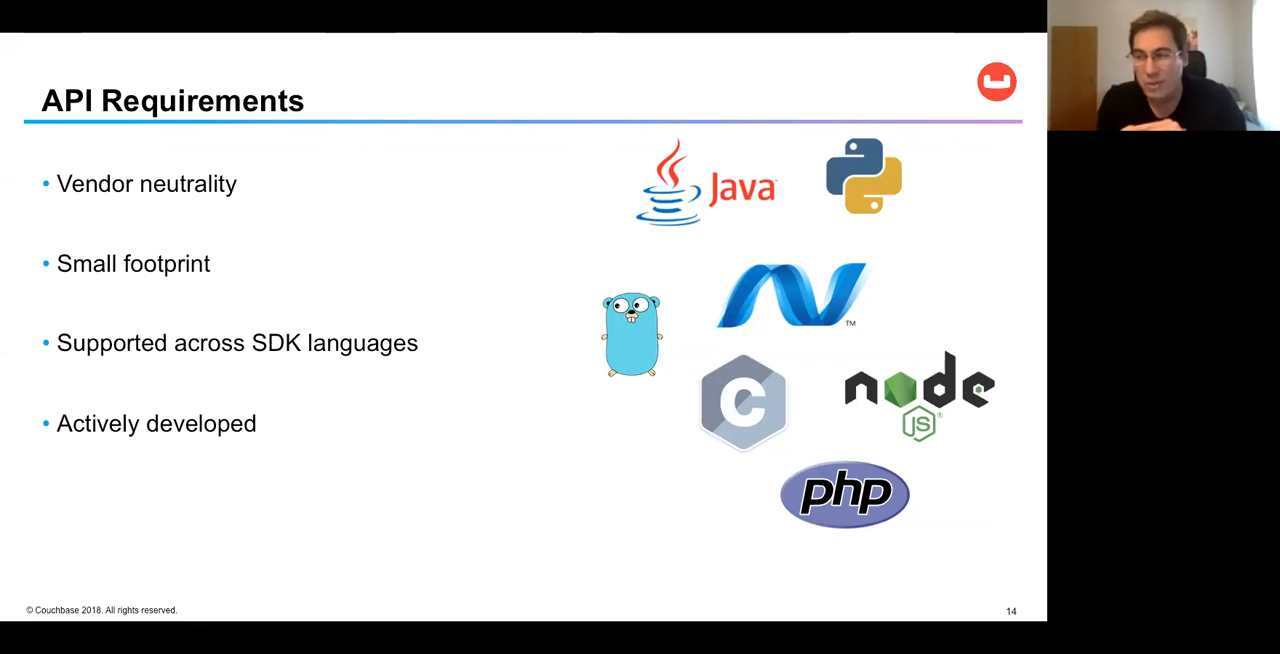 API Requirements
• Vendor neutrality
• Small footprint
• Supported across SDK languages
• Actively developed
Java
TM
C
node
JS®
php
© Couchbase 2018. All rights reserved.
14